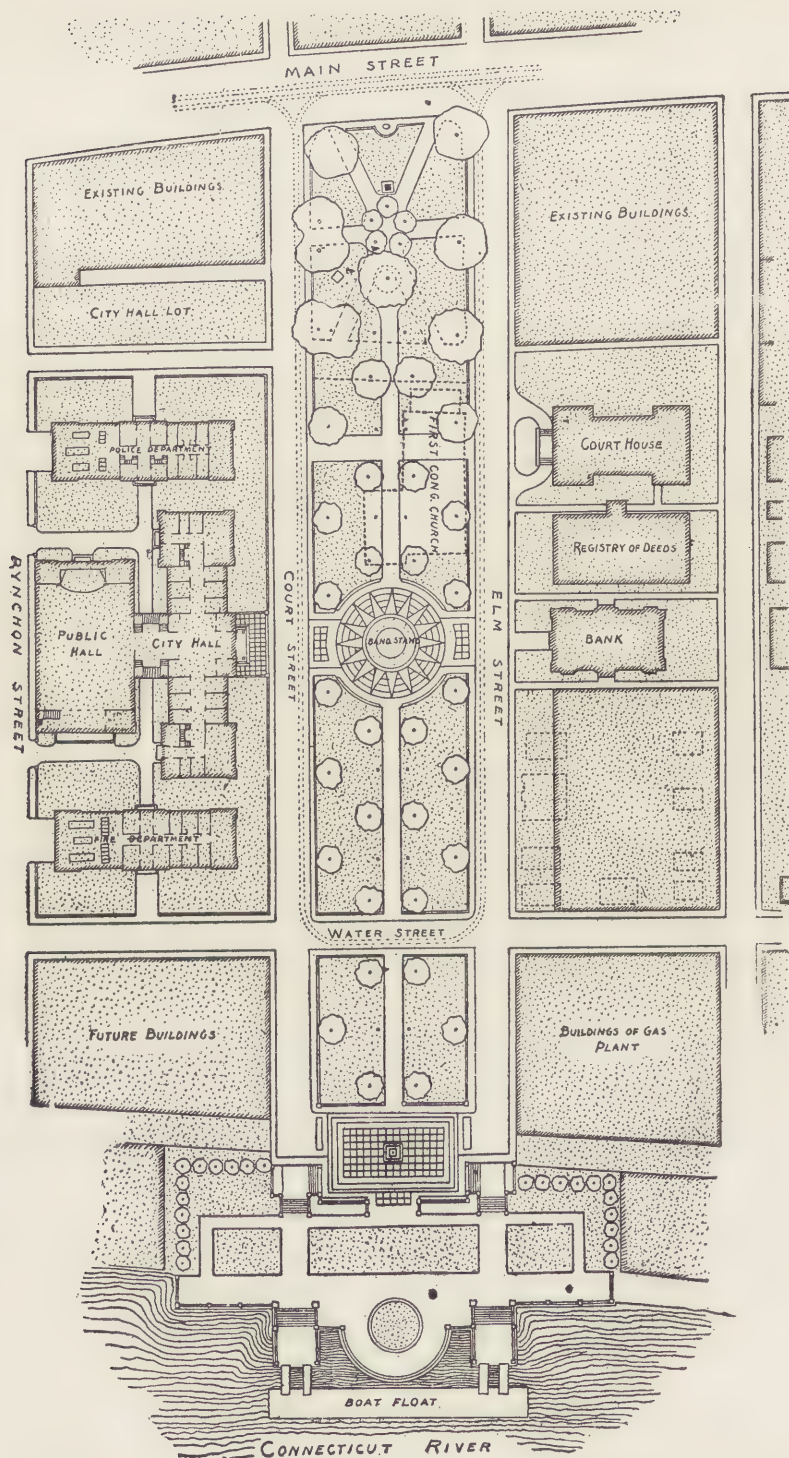 MAIN STREET
EXISTING BUILDINGS
EXISTING BUILDINGS
CITY HALL LOT
POLICE DEPARTMENT
FIRST CONG. CHURCH
COURT HOUSE
REGISTRY OF DEEDS
PYNCHON STREET
PUBLIC
HALL
CITY HALL
COURT STREET
BAND STAND
ELM STREET
BANK
FIRE DEPARTMENT
WATER STREET
FUTURE BUILDINGS
BUILDINGS OF GAS
PLANT
BOAT FLOAT.
CONNECTICUT RIVER